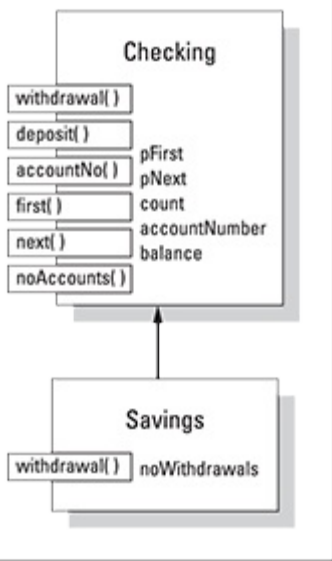 Checking
withdrawal( )
deposit( )
accountNo( )
first( )
next( )
noAccounts( )
pFirst
pNext
count
accountNumber
balance
Savings
withdrawal( )
noWithdrawals